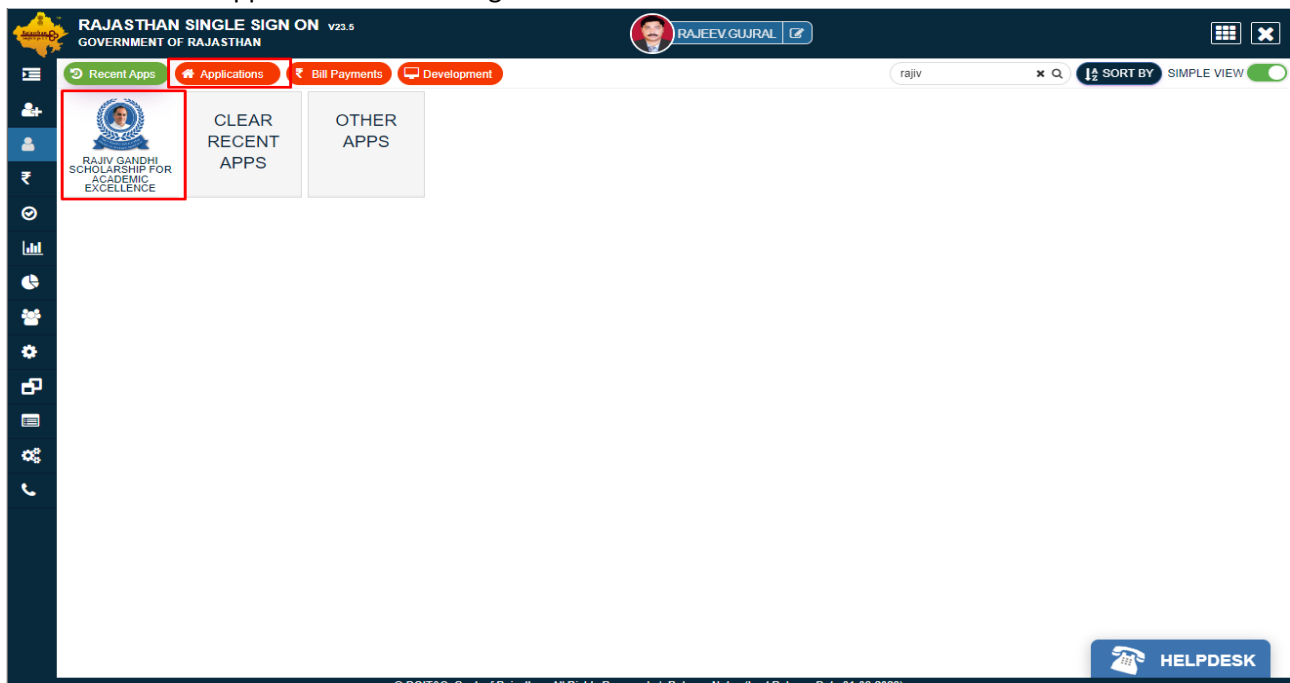 RAJASTHAN SINGLE SIGN ON V23.5
GOVERNMENT OF RAJASTHAN
RAJEEV.GUJRAL
Recent Apps
Applications
₹ Bill Payments
Development
rajiv
SORT BY
SIMPLE VIEW
RAJIV GANDHI
SCHOLARSHIP FOR
ACADEMIC
EXCELLENCE
CLEAR
RECENT
APPS
OTHER
APPS
HELPDESK